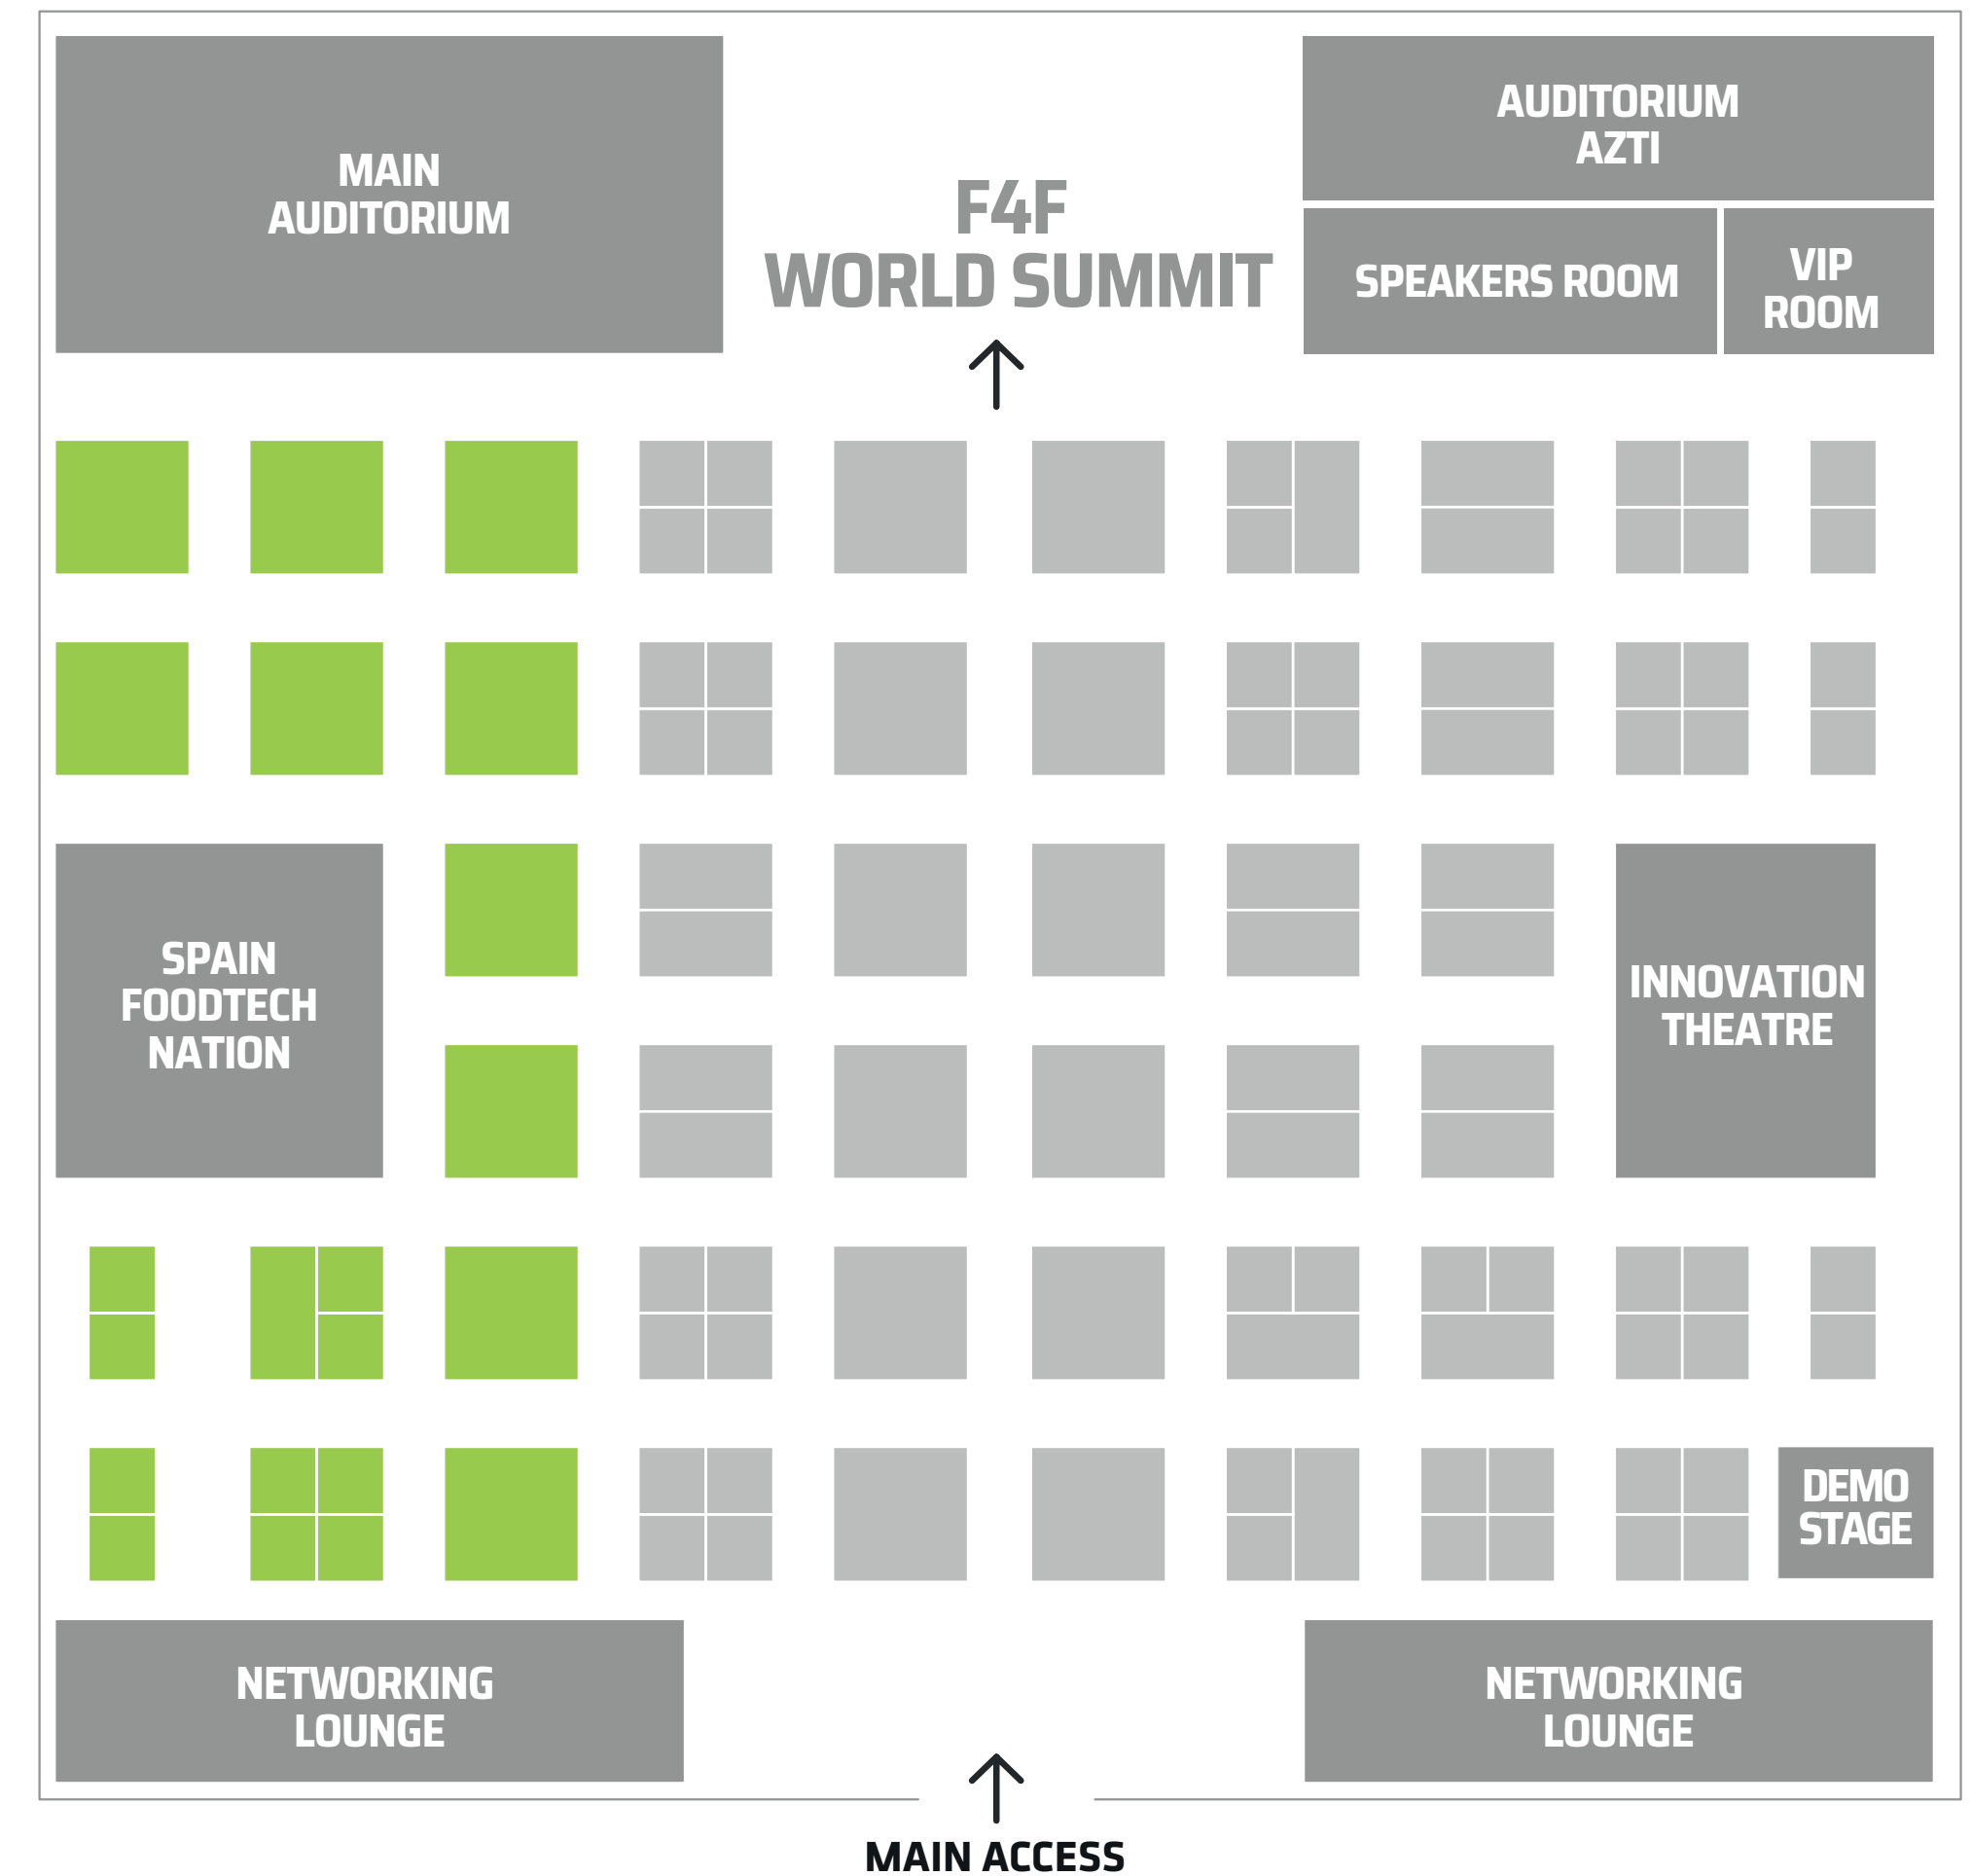 MAIN
AUDITORIUM
F4F
WORLD SUMMIT
AUDITORIUM
AZTI
SPEAKERS ROOM
VIP
ROOM
SPAIN
FOODTECH
NATION
INNOVATION
THEATRE
DEMO
STAGE
NETWORKING
LOUNGE
NETWORKING
LOUNGE
MAIN ACCESS